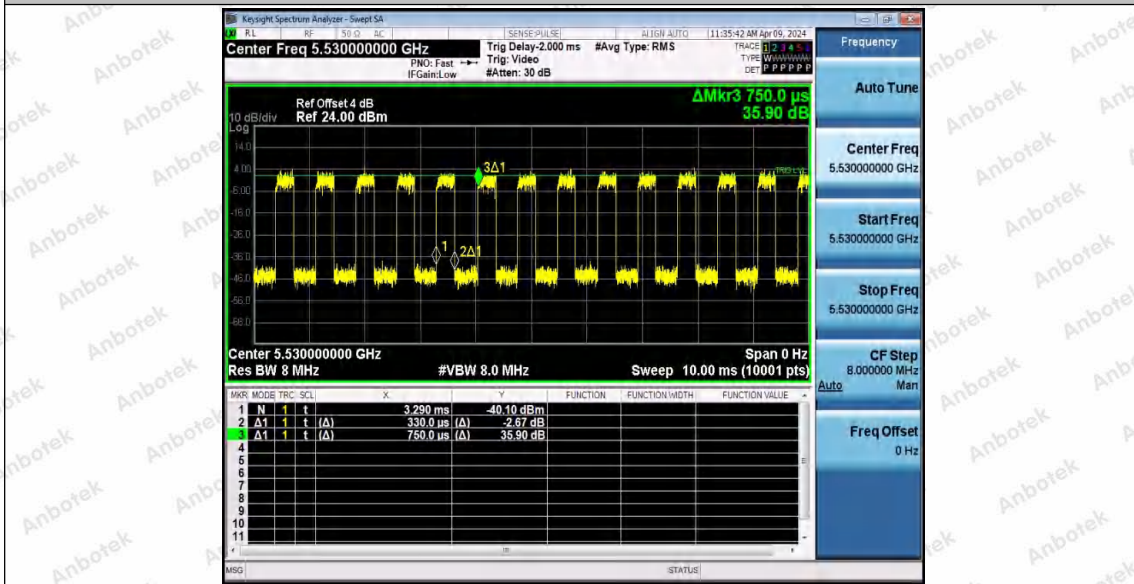 Keysight Spectrum Analyzer - Swept SA
RL RF 50 Ω AC SENSE:PULSE ALIGN AUTO 11:35:42 AM Apr 09, 2024
Center Freq 5.530000000 GHz Trig Delay-2.000 ms #Avg Type: RMS TRACE 1 2 3 4 5 6
PNO: Fast Trig: Video TYPE W
IFGain:Low #Atten: 30 dB DET P P P P P P
Ref Offset 4 dB ΔMkr3 750.0 µs
10 dB/div Ref 24.00 dBm 35.90 dB
Log
14.0
4.00
-6.00
-16.0
-26.0
-36.0
-46.0
-56.0
-66.0
3Δ1
TRIG LVL
1
2Δ1
Center 5.530000000 GHz Span 0 Hz
Res BW 8 MHz #VBW 8.0 MHz Sweep 10.00 ms (10001 pts)
MKR MODE TRC SCL X Y FUNCTION FUNCTION WIDTH FUNCTION VALUE
1 N 1 t 3.290 ms -40.10 dBm
2 Δ1 1 t (Δ) 330.0 µs (Δ) -2.67 dB
3 Δ1 1 t (Δ) 750.0 µs (Δ) 35.90 dB
4
5
6
7
8
9
10
11
MSG STATUS
Frequency
Auto Tune
Center Freq
5.530000000 GHz
Start Freq
5.530000000 GHz
Stop Freq
5.530000000 GHz
CF Step
8.000000 MHz
Auto Man
Freq Offset
0 Hz
Anbotek